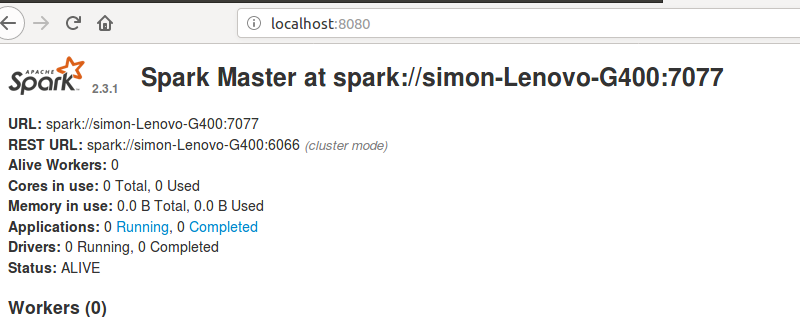 localhost:8080
APACHE Spark 2.3.1 Spark Master at spark://simon-Lenovo-G400:7077
URL: spark://simon-Lenovo-G400:7077
REST URL: spark://simon-Lenovo-G400:6066 (cluster mode)
Alive Workers: 0
Cores in use: 0 Total, 0 Used
Memory in use: 0.0 B Total, 0.0 B Used
Applications: 0 Running, 0 Completed
Drivers: 0 Running, 0 Completed
Status: ALIVE
Workers (0)